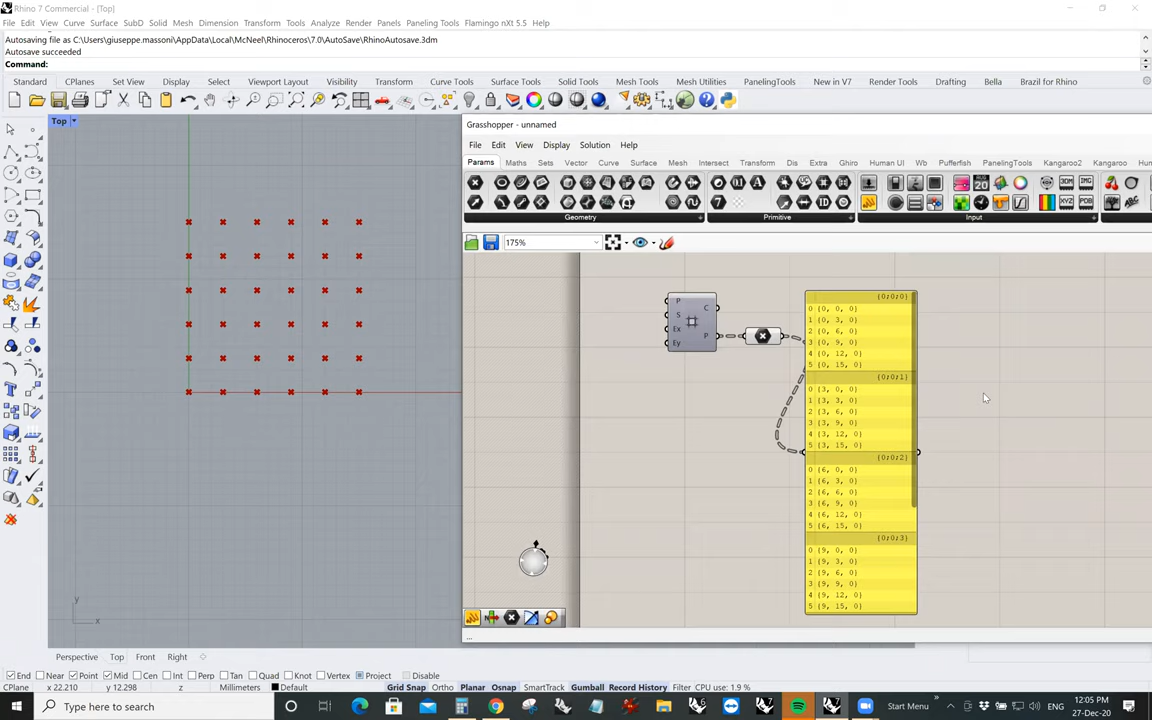 Rhino 7 Commercial - [Top]
File Edit View Curve Surface SubD Solid Mesh Dimension Transform Tools Analyze Render Panels Paneling Tools Flamingo nXt 5.5 Help
Autosaving file as C:\Users\giuseppe.massoni\AppData\Local\McNeel\Rhinoceros\7.0\AutoSave\RhinoAutosave.3dm
Autosave succeeded
Command:
Standard CPlanes Set View Display Select Viewport Layout Visibility Transform Curve Tools Surface Tools Solid Tools Mesh Tools Mesh Utilities PanelingTools New in V7 Render Tools Drafting Bella Brazil for Rhino
Top
Grasshopper - unnamed
File Edit View Display Solution Help
Params Maths Sets Vector Curve Surface Mesh Intersect Transform Dis Extra Ghiro Human UI Wb Pufferfish PanelingTools Kangaroo2 Kangaroo
Geometry Primitive Input
175%
P
S
Ex
Ey
C
P
{0;0;0}
0 {0, 0, 0}
1 {0, 3, 0}
2 {0, 6, 0}
3 {0, 9, 0}
4 {0, 12, 0}
5 {0, 15, 0}
{0;0;1}
0 {3, 0, 0}
1 {3, 3, 0}
2 {3, 6, 0}
3 {3, 9, 0}
4 {3, 12, 0}
5 {3, 15, 0}
{0;0;2}
0 {6, 0, 0}
1 {6, 3, 0}
2 {6, 6, 0}
3 {6, 9, 0}
4 {6, 12, 0}
5 {6, 15, 0}
{0;0;3}
0 {9, 0, 0}
1 {9, 3, 0}
2 {9, 6, 0}
3 {9, 9, 0}
4 {9, 12, 0}
5 {9, 15, 0}
y
x
...
Perspective Top Front Right
End Near Point Mid Cen Int Perp Tan Quad Knot Vertex Project Disable
CPlane x 22.210 y 12.298 z Millimeters Default Grid Snap Ortho Planar Osnap SmartTrack Gumball Record History Filter CPU use: 1.9 %
Type here to search
Start Menu
12:05 PM
27-Dec-20